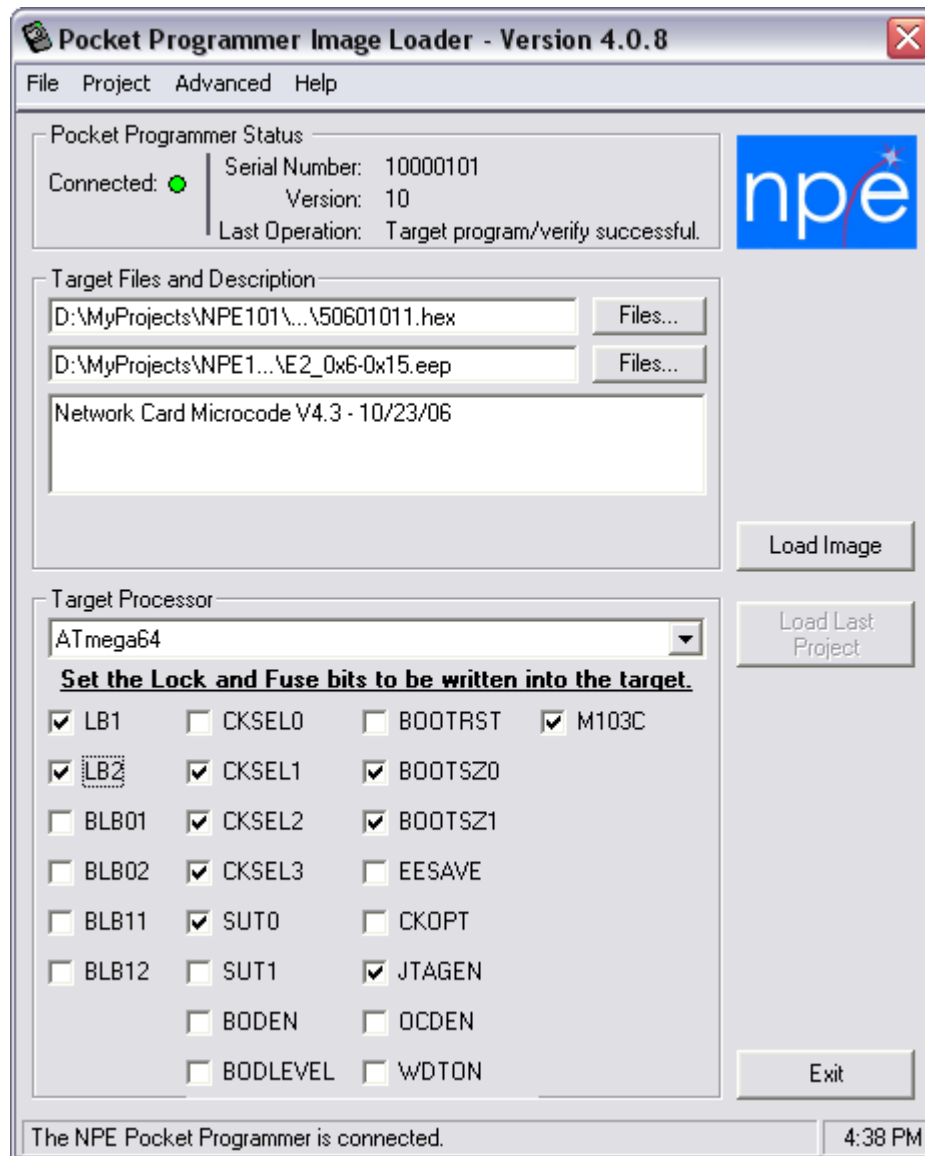 Pocket Programmer Image Loader - Version 4.0.8
File Project Advanced Help
Pocket Programmer Status
Connected:
Serial Number: 10000101
Version: 10
Last Operation: Target program/verify successful.
npe
Target Files and Description
D:\MyProjects\NPE101\...\50601011.hex Files...
D:\MyProjects\NPE1...\E2_0x6-0x15.eep Files...
Network Card Microcode V4.3 - 10/23/06
Load Image
Target Processor
ATmega64
Load Last
Project
Set the Lock and Fuse bits to be written into the target.
LB1 CKSEL0 BOOTRST M103C
LB2 CKSEL1 BOOTSZ0
BLB01 CKSEL2 BOOTSZ1
BLB02 CKSEL3 EESAVE
BLB11 SUT0 CKOPT
BLB12 SUT1 JTAGEN
BODEN OCDEN
BODLEVEL WDTON
Exit
The NPE Pocket Programmer is connected. 4:38 PM